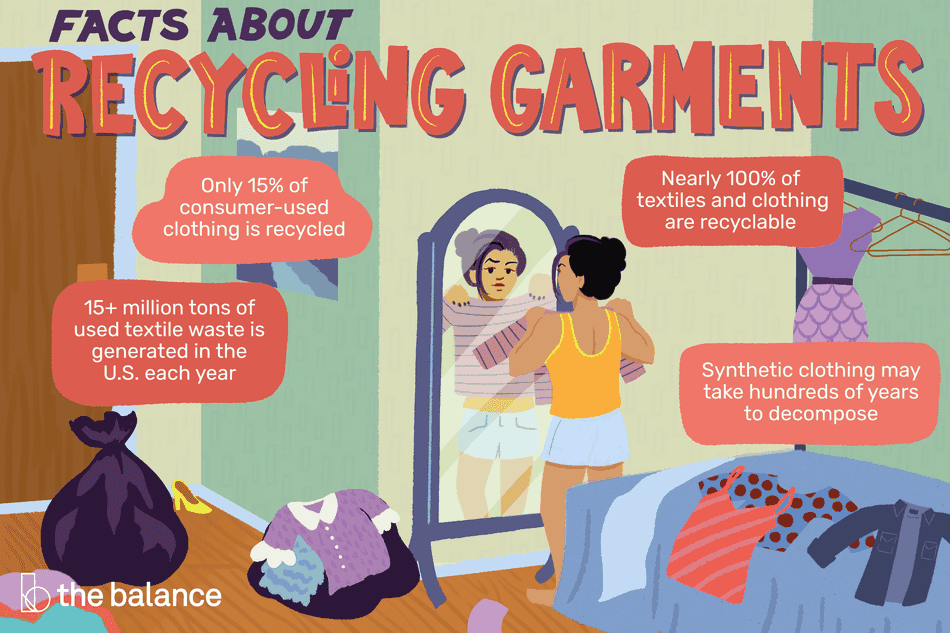 FACTS ABOUT
RECYCLiNG GARMENTS
Only 15% of
consumer-used
clothing is recycled
Nearly 100% of
textiles and clothing
are recyclable
15+ million tons of
used textile waste is
generated in the
U.S. each year
Synthetic clothing may
take hundreds of years
to decompose
the balance